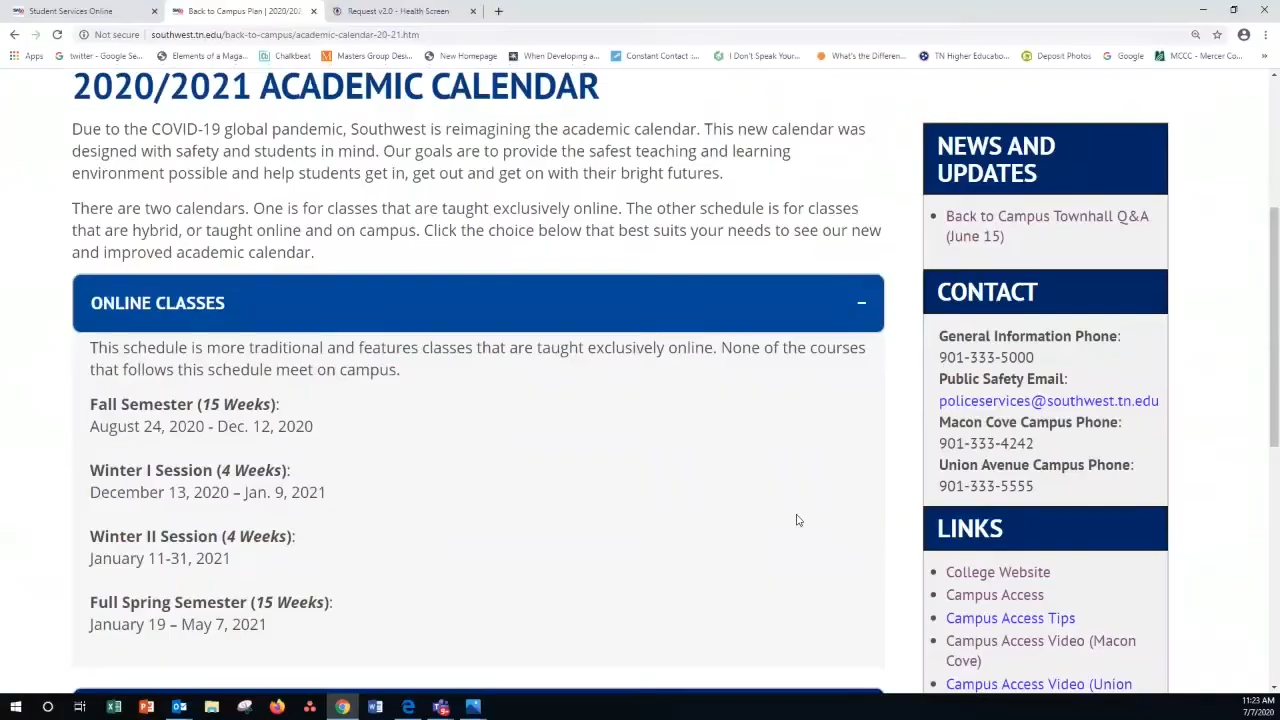 Student Services Online
Back to Campus Plan | 2020/202
Request v2.0 - Health Screen
Not secure | southwest.tn.edu/back-to-campus/academic-calendar-20-21.htm
Apps
twitter - Google Se...
Elements of a Maga...
Chalkbeat
Masters Group Desi...
New Homepage
When Developing a...
Constant Contact :...
I Don't Speak Your...
What's the Differen...
TN Higher Educatio...
Deposit Photos
Google
MCCC - Mercer Co...
2020/2021 ACADEMIC CALENDAR
Due to the COVID-19 global pandemic, Southwest is reimagining the academic calendar. This new calendar was
designed with safety and students in mind. Our goals are to provide the safest teaching and learning
environment possible and help students get in, get out and get on with their bright futures.
There are two calendars. One is for classes that are taught exclusively online. The other schedule is for classes
that are hybrid, or taught online and on campus. Click the choice below that best suits your needs to see our new
and improved academic calendar.
ONLINE CLASSES
This schedule is more traditional and features classes that are taught exclusively online. None of the courses
that follows this schedule meet on campus.
Fall Semester (15 Weeks):
August 24, 2020 - Dec. 12, 2020
Winter I Session (4 Weeks):
December 13, 2020 – Jan. 9, 2021
Winter II Session (4 Weeks):
January 11-31, 2021
Full Spring Semester (15 Weeks):
January 19 – May 7, 2021
NEWS AND
UPDATES
Back to Campus Townhall Q&A
(June 15)
CONTACT
General Information Phone:
901-333-5000
Public Safety Email:
policeservices@southwest.tn.edu
Macon Cove Campus Phone:
901-333-4242
Union Avenue Campus Phone:
901-333-5555
LINKS
College Website
Campus Access
Campus Access Tips
Campus Access Video (Macon
Cove)
Campus Access Video (Union
11:23 AM
7/7/2020